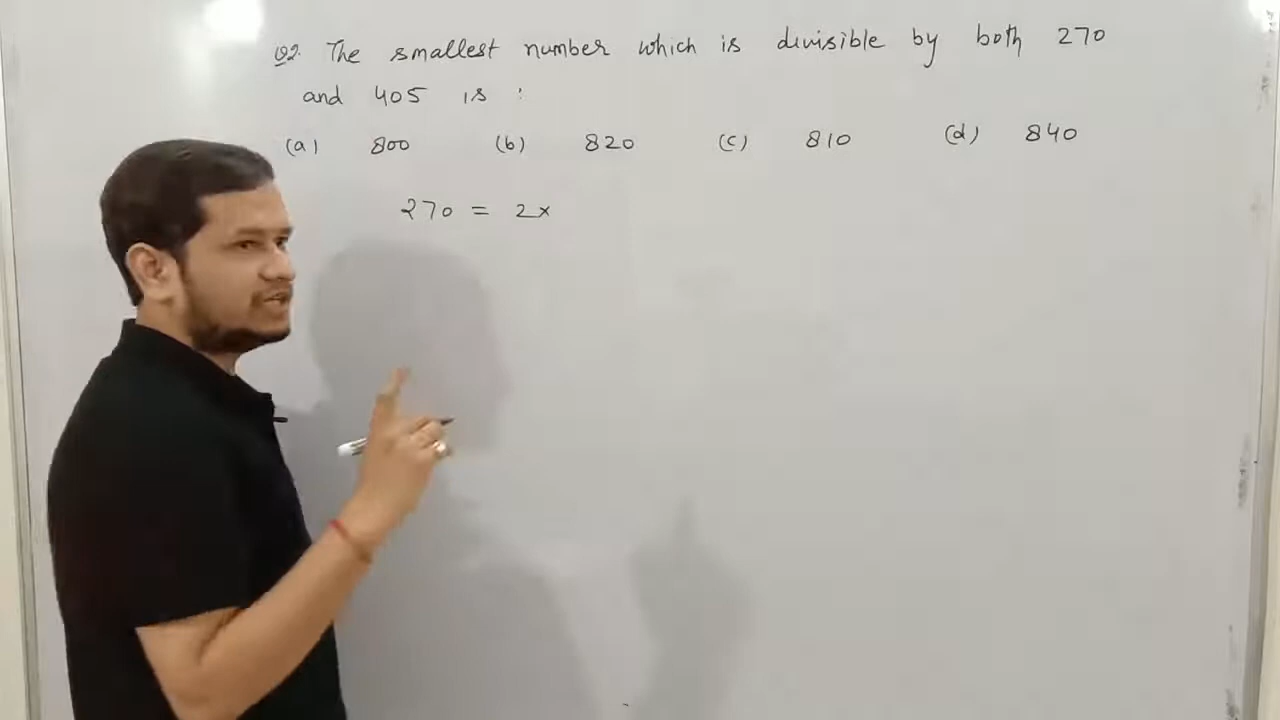 Q2. The smallest number which is divisible by both 270
and 405 is :
(a) 800 (b) 820 (c) 810 (d) 840
270 = 2×